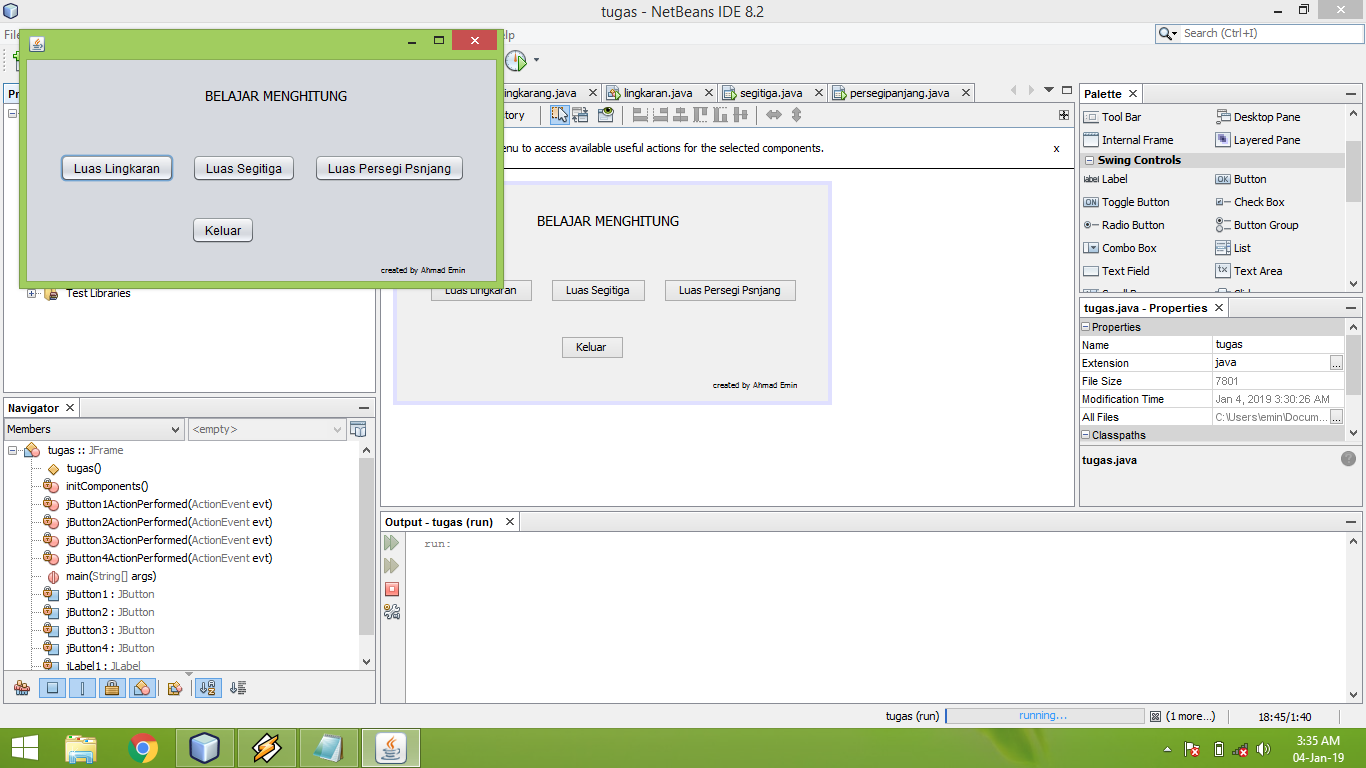 tugas - NetBeans IDE 8.2
Search (Ctrl+I)
BELAJAR MENGHITUNG
Luas Lingkaran
Luas Segitiga
Luas Persegi Psnjang
Keluar
created by Ahmad Emin
lingkaran.java
segitiga.java
persegipanjang.java
enu to access available useful actions for the selected components.
x
BELAJAR MENGHITUNG
Luas Lingkaran
Luas Segitiga
Luas Persegi Psnjang
Keluar
created by Ahmad Emin
Test Libraries
Navigator
Members
<empty>
tugas :: JFrame
tugas()
initComponents()
jButton1ActionPerformed(ActionEvent evt)
jButton2ActionPerformed(ActionEvent evt)
jButton3ActionPerformed(ActionEvent evt)
jButton4ActionPerformed(ActionEvent evt)
main(String[] args)
jButton1 : JButton
jButton2 : JButton
jButton3 : JButton
jButton4 : JButton
jLabel1 : JLabel
Output - tugas (run)
run:
Palette
Tool Bar
Desktop Pane
Internal Frame
Layered Pane
Swing Controls
Label
Button
Toggle Button
Check Box
Radio Button
Button Group
Combo Box
List
Text Field
Text Area
tugas.java - Properties
Properties
Name tugas
Extension java
File Size 7801
Modification Time Jan 4, 2019 3:30:26 AM
All Files C:\Users\emin\Docum...
Classpaths
tugas.java
tugas (run)
running...
(1 more...)
18:45/1:40
3:35 AM
04-Jan-19